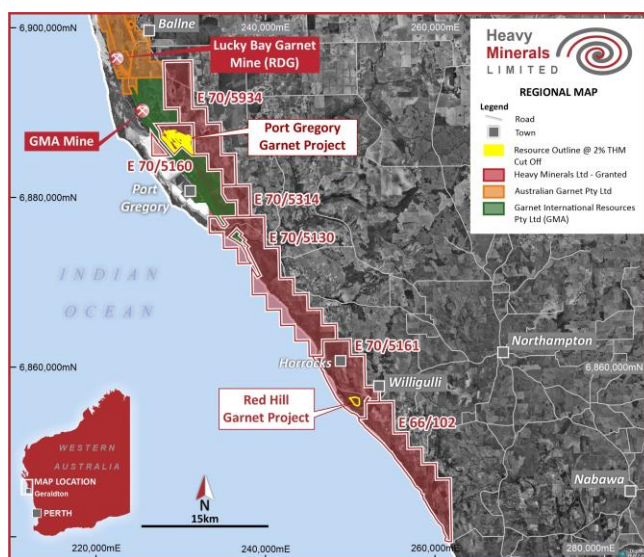 6,900,000mN
Ballne
Lucky Bay Garnet
Mine (RDG)
GMA Mine
E 70/5934
Port Gregory
Garnet Project
E 70/5160
6,880,000mN
Port
Gregory
E 70/5314
E 70/5130
INDIAN
OCEAN
Northampton
E 70/5161
6,860,000mN
6,860,000mN
Horrocks
Willigulli
Red Hill
Garnet Project
E 66/102
Nabawa
WESTERN
AUSTRALIA
MAP LOCATION
Geraldton
PERTH
N
15km
220,000mE
240,000mE
260,000mE
280,000mE
Heavy
Minerals
LIMITED
REGIONAL MAP
Legend
Road
Town
Resource Outline @ 2% THM
Cut Off
Heavy Minerals Ltd - Granted
Australian Garnet Pty Ltd
Garnet International Resources
Pty Ltd (GMA)